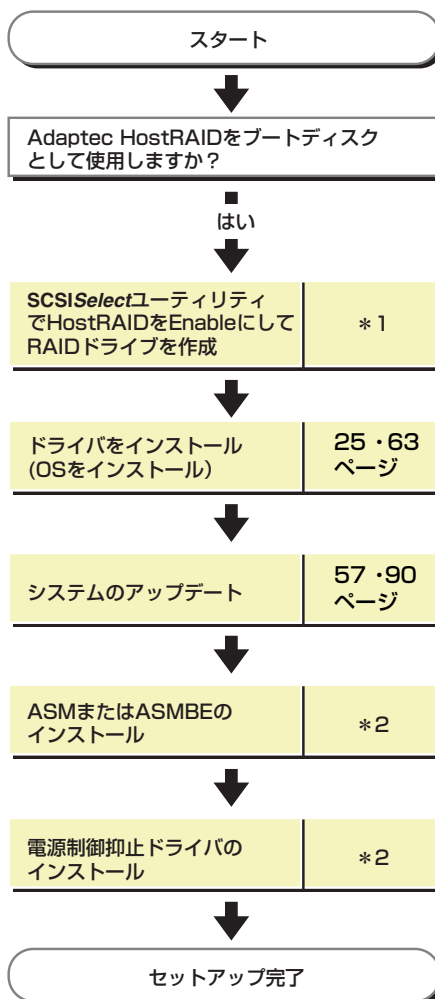 スタート
Adaptec HostRAIDをブートディスク
として使用しますか？
はい
SCSISelectユーティリティ
でHostRAIDをEnableにして
RAIDドライブを作成
＊1
ドライバをインストール
(OSをインストール)
25・63
ページ
システムのアップデート
57・90
ページ
ASMまたはASMBEの
インストール
＊2
電源制御抑止ドライバの
インストール
＊2
セットアップ完了